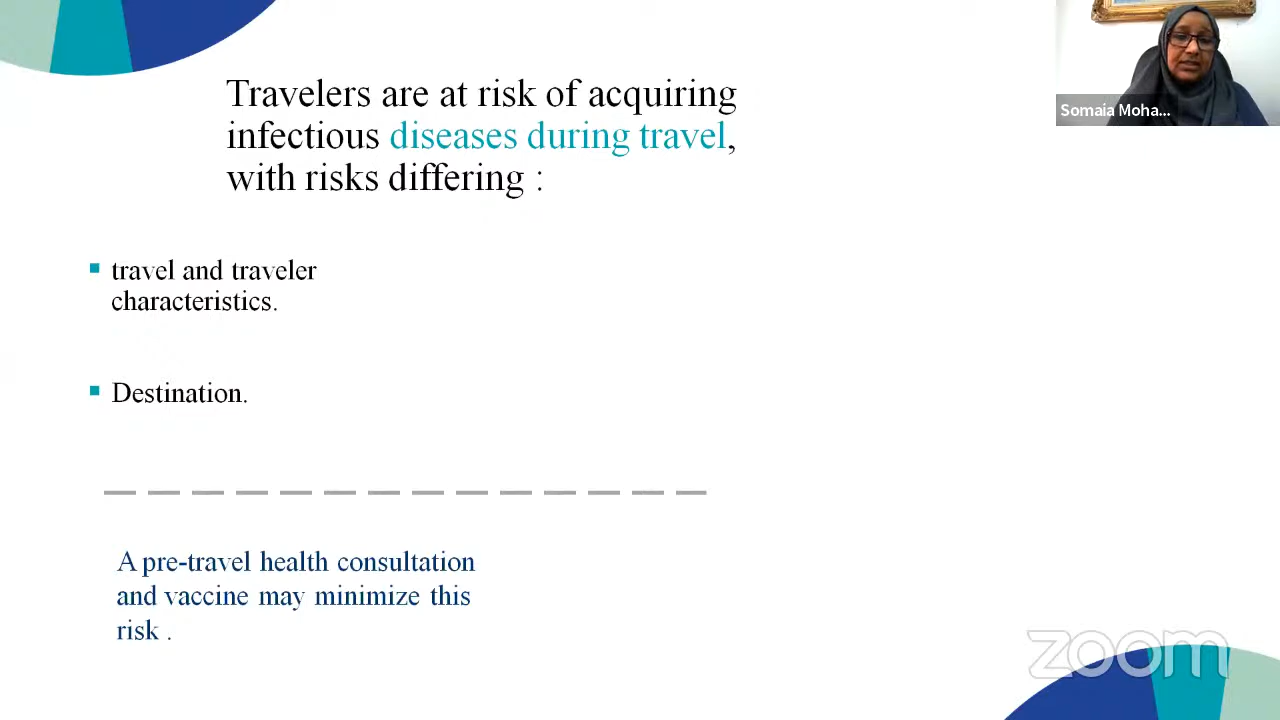 Travelers are at risk of acquiring
infectious diseases during travel,
with risks differing :
travel and traveler
characteristics.
Destination.
A pre-travel health consultation
and vaccine may minimize this
risk .
Somaia Moha...
zoom